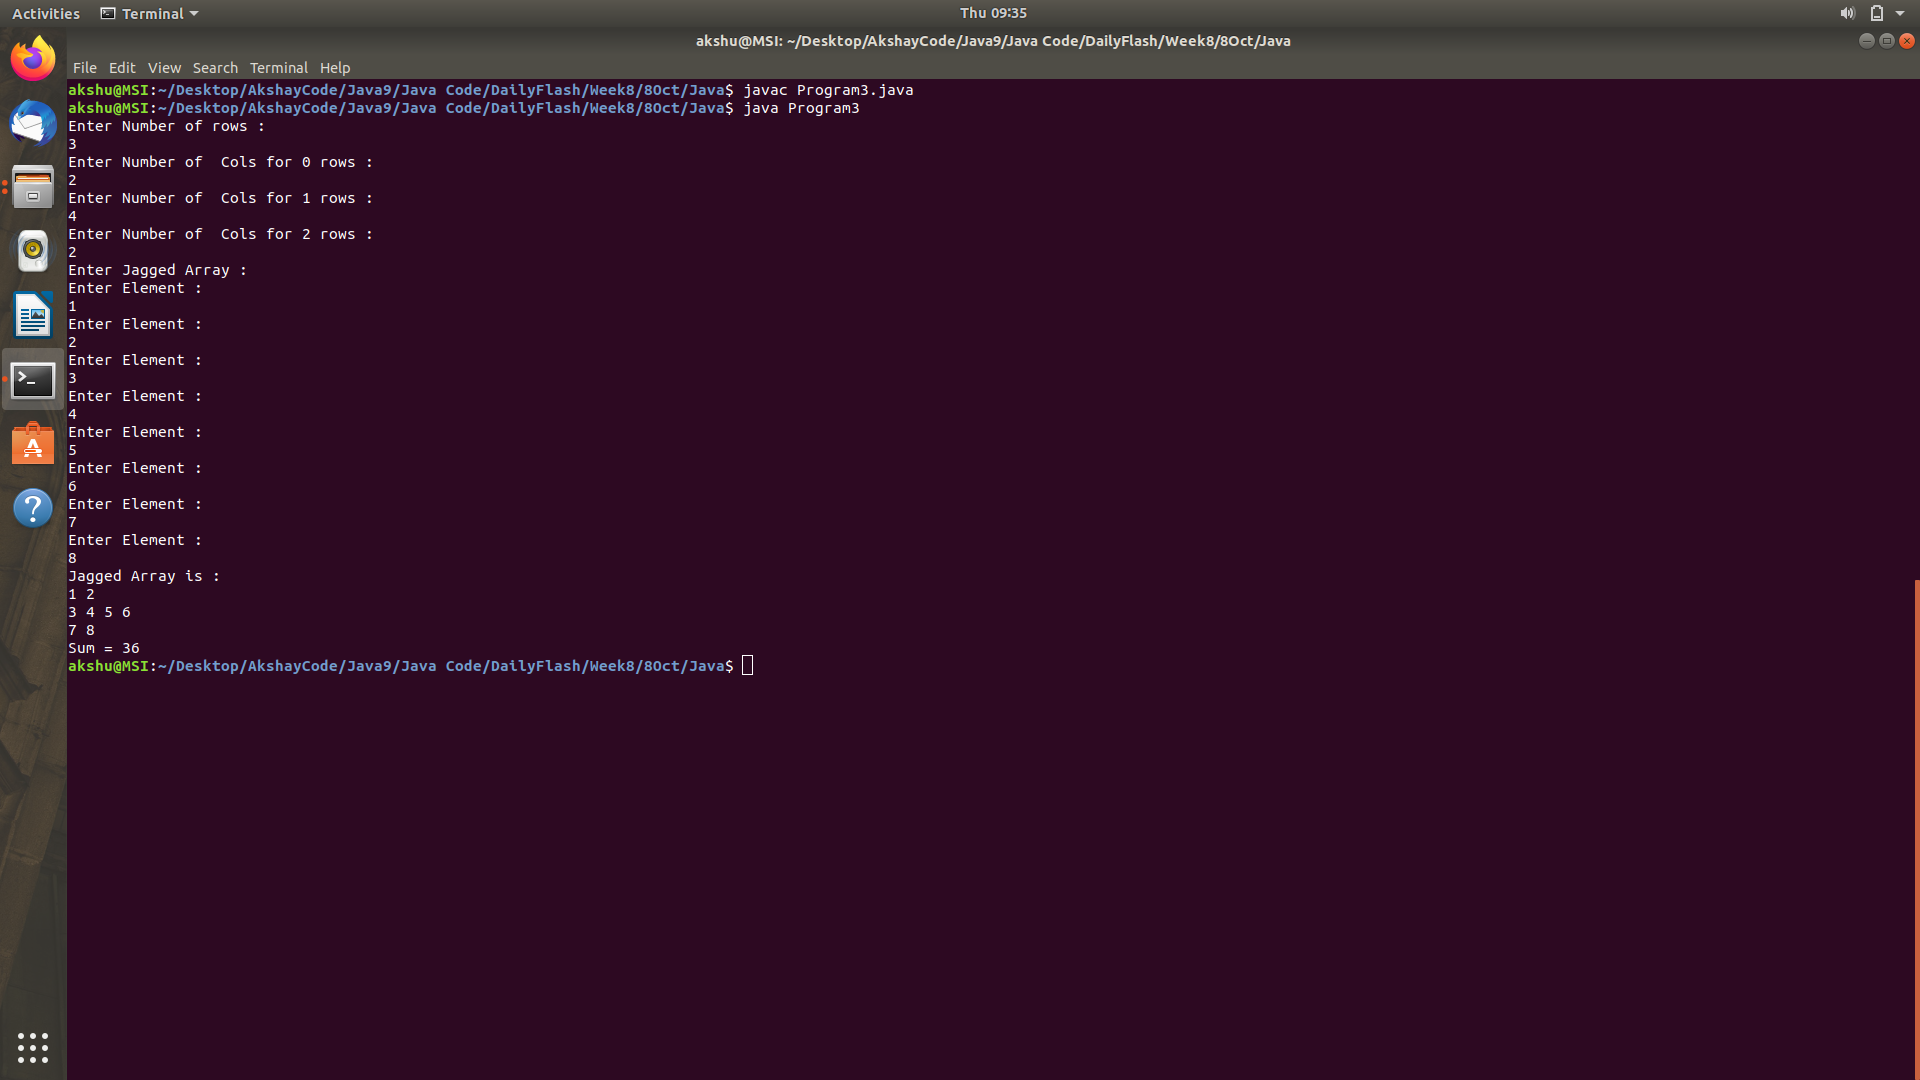 Activities Terminal Thu 09:35
akshu@MSI: ~/Desktop/AkshayCode/Java9/Java Code/DailyFlash/Week8/8Oct/Java
File Edit View Search Terminal Help
akshu@MSI:~/Desktop/AkshayCode/Java9/Java Code/DailyFlash/Week8/8Oct/Java$ javac Program3.java
akshu@MSI:~/Desktop/AkshayCode/Java9/Java Code/DailyFlash/Week8/8Oct/Java$ java Program3
Enter Number of rows :
3
Enter Number of  Cols for 0 rows :
2
Enter Number of  Cols for 1 rows :
4
Enter Number of  Cols for 2 rows :
2
Enter Jagged Array :
Enter Element :
1
Enter Element :
2
Enter Element :
3
Enter Element :
4
Enter Element :
5
Enter Element :
6
Enter Element :
7
Enter Element :
8
Jagged Array is :
1 2
3 4 5 6
7 8
Sum = 36
akshu@MSI:~/Desktop/AkshayCode/Java9/Java Code/DailyFlash/Week8/8Oct/Java$